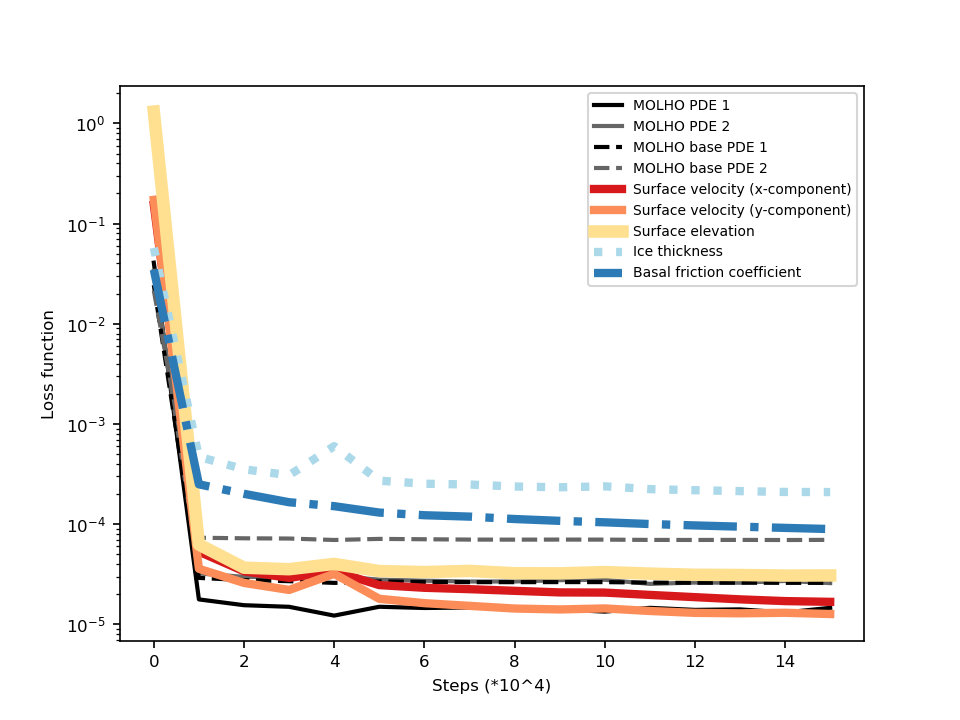 10⁰
10⁻¹
10⁻²
10⁻³
10⁻⁴
10⁻⁵
Loss function
0 2 4 6 8 10 12 14
Steps (*10^4)
MOLHO PDE 1
MOLHO PDE 2
MOLHO base PDE 1
MOLHO base PDE 2
Surface velocity (x-component)
Surface velocity (y-component)
Surface elevation
Ice thickness
Basal friction coefficient